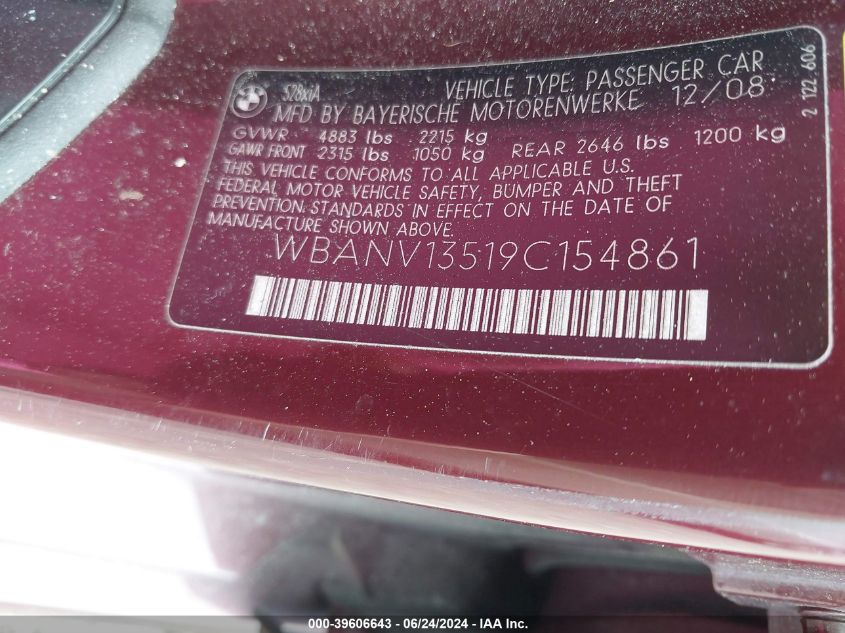 528xiA
VEHICLE TYPE: PASSENGER CAR
MFD BY BAYERISCHE MOTORENWERKE 12/08
GVWR 4883 lbs 2215 kg
GAWR FRONT 2315 lbs 1050 kg REAR 2646 lbs 1200 kg
THIS VEHICLE CONFORMS TO ALL APPLICABLE U.S.
FEDERAL MOTOR VEHICLE SAFETY, BUMPER AND THEFT
PREVENTION STANDARDS IN EFFECT ON THE DATE OF
MANUFACTURE SHOWN ABOVE.
WBANV13519C154861
2 122 606
000-39606643 - 06/24/2024 - IAA Inc.